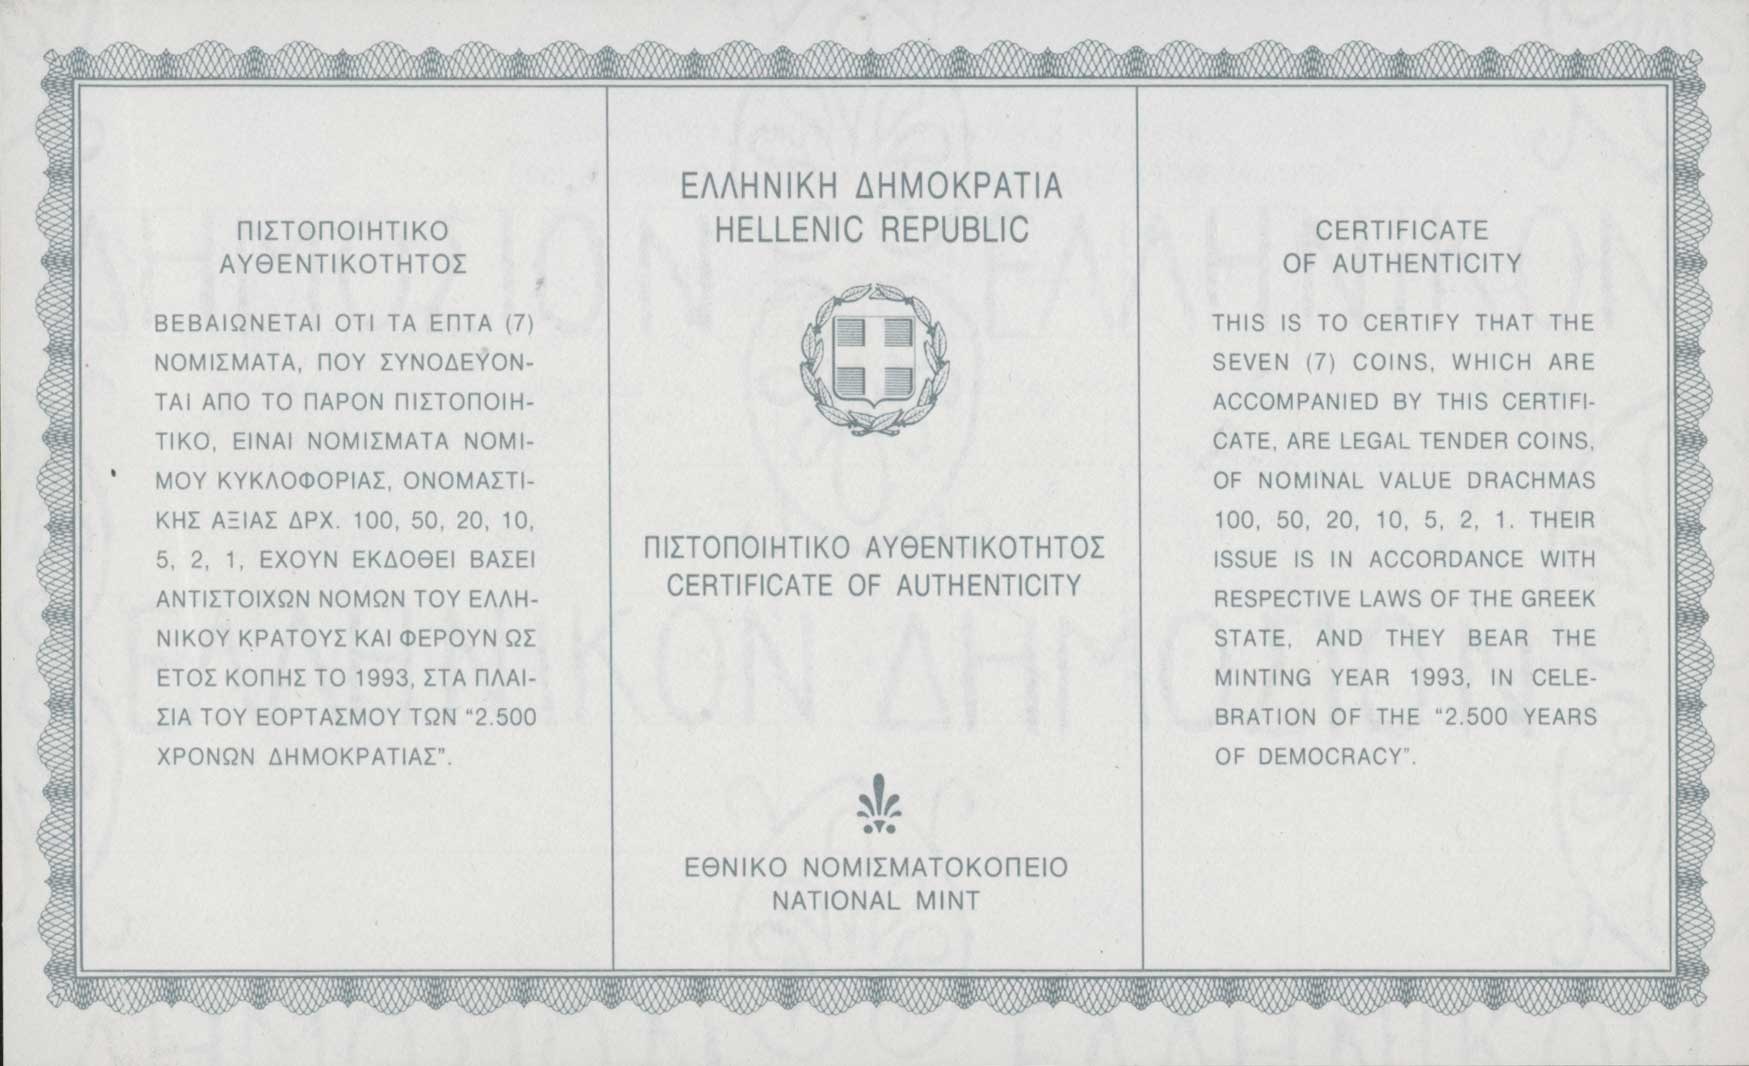 ΠΙΣΤΟΠΟΙΗΤΙΚΟ
ΑΥΘΕΝΤΙΚΟΤΗΤΟΣ
ΒΕΒΑΙΩΝΕΤΑΙ ΟΤΙ ΤΑ ΕΠΤΑ (7)
ΝΟΜΙΣΜΑΤΑ, ΠΟΥ ΣΥΝΟΔΕΥΟΝ-
ΤΑΙ ΑΠΟ ΤΟ ΠΑΡΟΝ ΠΙΣΤΟΠΟΙΗ-
ΤΙΚΟ, ΕΙΝΑΙ ΝΟΜΙΣΜΑΤΑ ΝΟΜΙ-
ΜΟΥ ΚΥΚΛΟΦΟΡΙΑΣ, ΟΝΟΜΑΣΤΙ-
ΚΗΣ ΑΞΙΑΣ ΔΡΧ. 100, 50, 20, 10,
5, 2, 1, ΕΧΟΥΝ ΕΚΔΟΘΕΙ ΒΑΣΕΙ
ΑΝΤΙΣΤΟΙΧΩΝ ΝΟΜΩΝ ΤΟΥ ΕΛΛΗ-
ΝΙΚΟΥ ΚΡΑΤΟΥΣ ΚΑΙ ΦΕΡΟΥΝ ΩΣ
ΕΤΟΣ ΚΟΠΗΣ ΤΟ 1993, ΣΤΑ ΠΛΑΙ-
ΣΙΑ ΤΟΥ ΕΟΡΤΑΣΜΟΥ ΤΩΝ “2.500
ΧΡΟΝΩΝ ΔΗΜΟΚΡΑΤΙΑΣ”.
ΕΛΛΗΝΙΚΗ ΔΗΜΟΚΡΑΤΙΑ
HELLENIC REPUBLIC
ΠΙΣΤΟΠΟΙΗΤΙΚΟ ΑΥΘΕΝΤΙΚΟΤΗΤΟΣ
CERTIFICATE OF AUTHENTICITY
ΕΘΝΙΚΟ ΝΟΜΙΣΜΑΤΟΚΟΠΕΙΟ
NATIONAL MINT
CERTIFICATE
OF AUTHENTICITY
THIS IS TO CERTIFY THAT THE
SEVEN (7) COINS, WHICH ARE
ACCOMPANIED BY THIS CERTIFI-
CATE, ARE LEGAL TENDER COINS,
OF NOMINAL VALUE DRACHMAS
100, 50, 20, 10, 5, 2, 1. THEIR
ISSUE IS IN ACCORDANCE WITH
RESPECTIVE LAWS OF THE GREEK
STATE, AND THEY BEAR THE
MINTING YEAR 1993, IN CELE-
BRATION OF THE “2.500 YEARS
OF DEMOCRACY”.